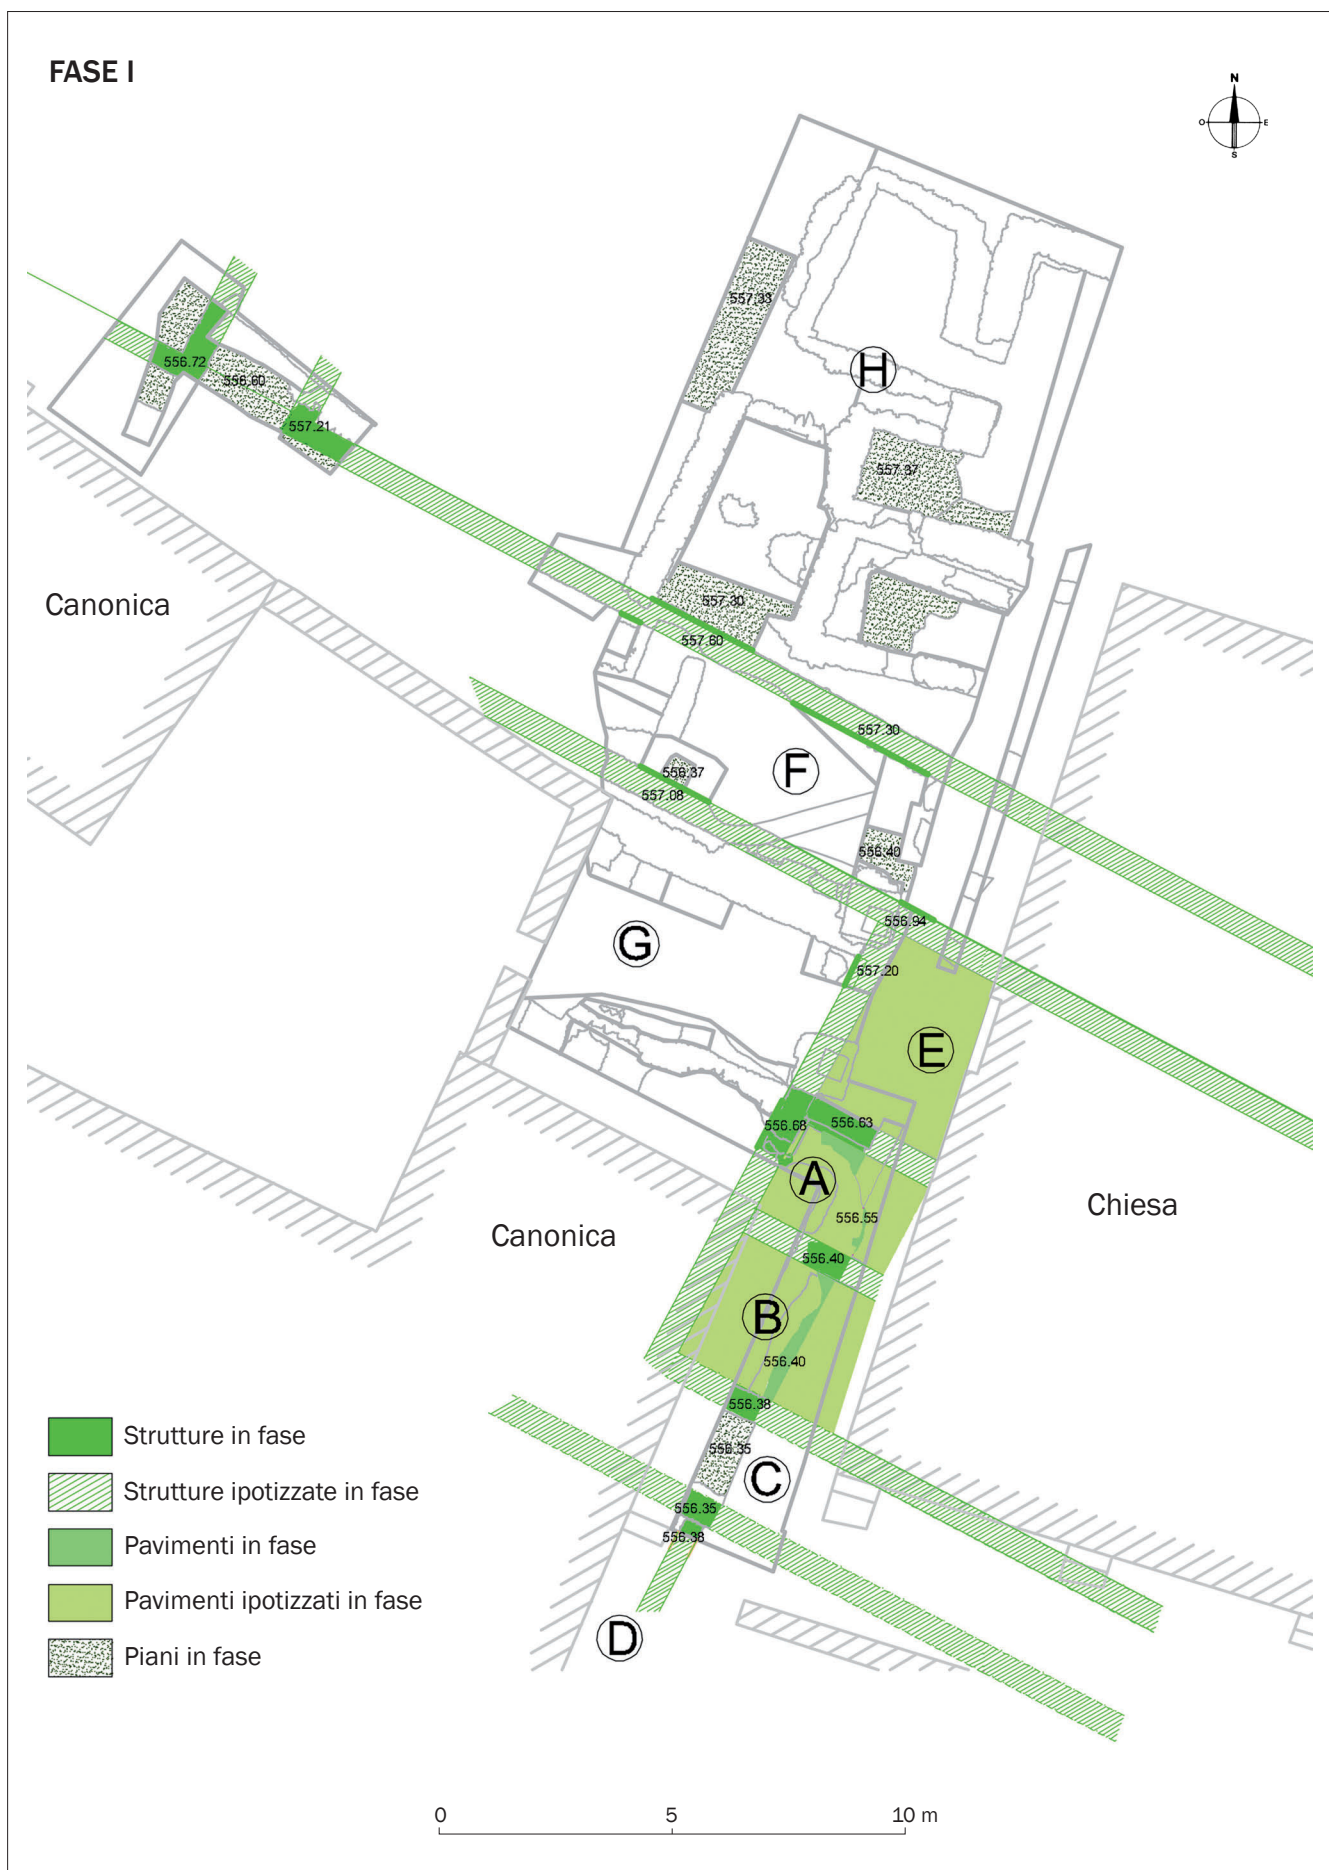 FASE I
N
O E
S
557.33
556.72
556.60
H
557.21
557.37
Canonica
557.30
557.60
557.30
F
556.37
557.08
556.40
556.94
G
557.20
E
556.68
556.63
A
Chiesa
556.55
Canonica
556.40
B
556.40
556.38
Strutture in fase
556.35
C
Strutture ipotizzate in fase
556.35
556.38
Pavimenti in fase
Pavimenti ipotizzati in fase
D
Piani in fase
0 5 10 m